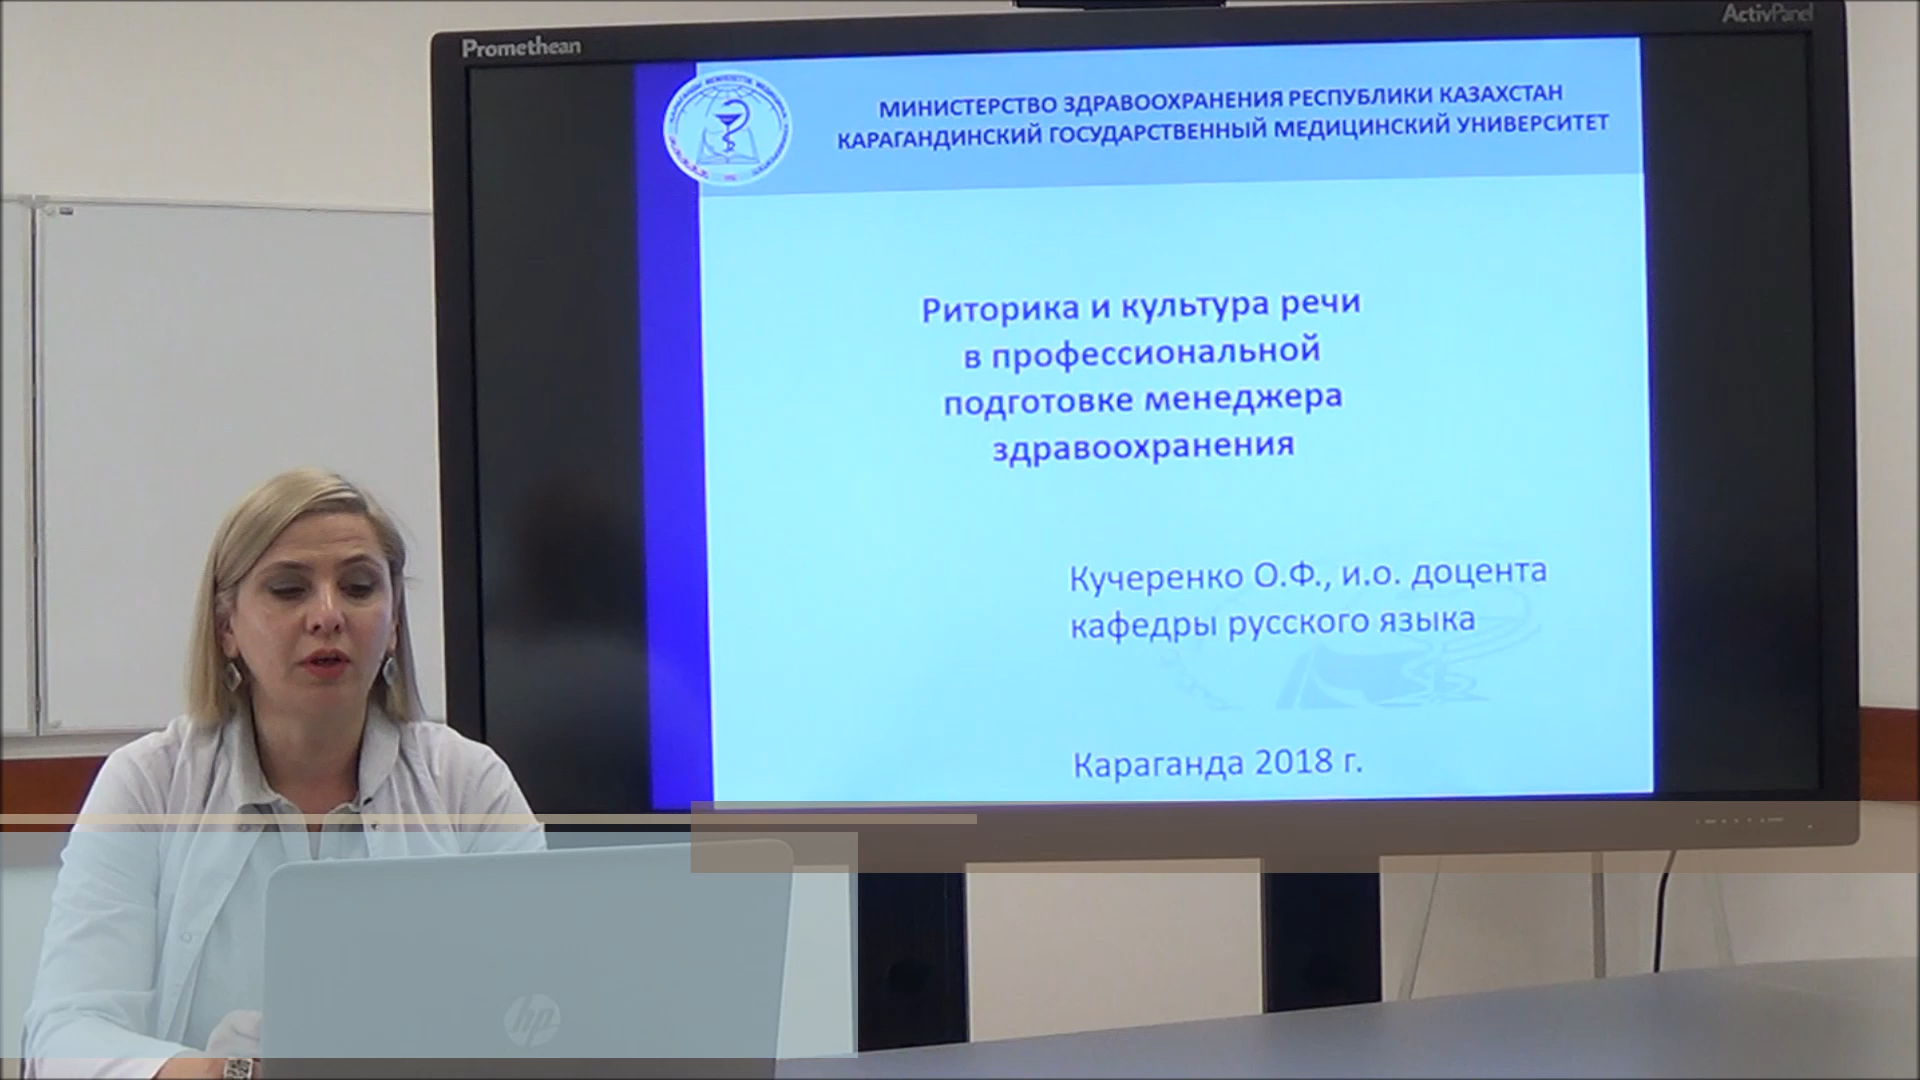 Promethean
ActivPanel
МИНИСТЕРСТВО ЗДРАВООХРАНЕНИЯ РЕСПУБЛИКИ КАЗАХСТАН
КАРАГАНДИНСКИЙ ГОСУДАРСТВЕННЫЙ МЕДИЦИНСКИЙ УНИВЕРСИТЕТ
Риторика и культура речи
в профессиональной
подготовке менеджера
здравоохранения
Кучеренко О.Ф., и.о. доцента
кафедры русского языка
Караганда 2018 г.
hp